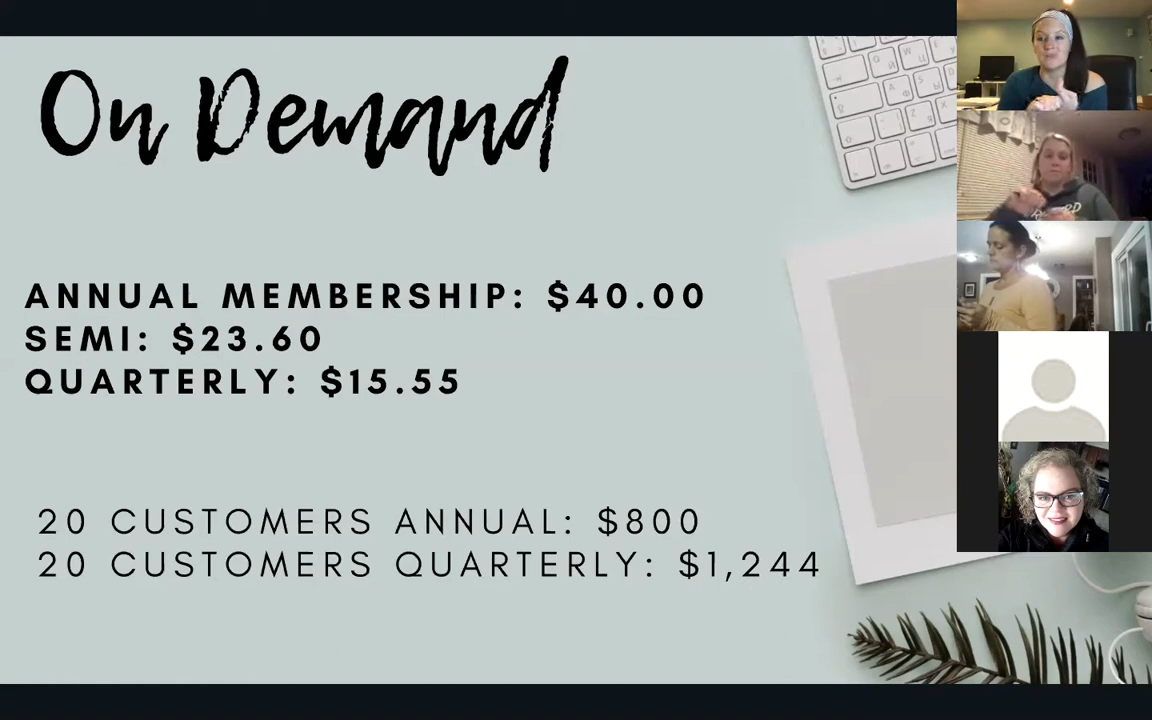 On Demand
ANNUAL MEMBERSHIP: $40.00
SEMI: $23.60
QUARTERLY: $15.55
20 CUSTOMERS ANNUAL: $800
20 CUSTOMERS QUARTERLY: $1,244